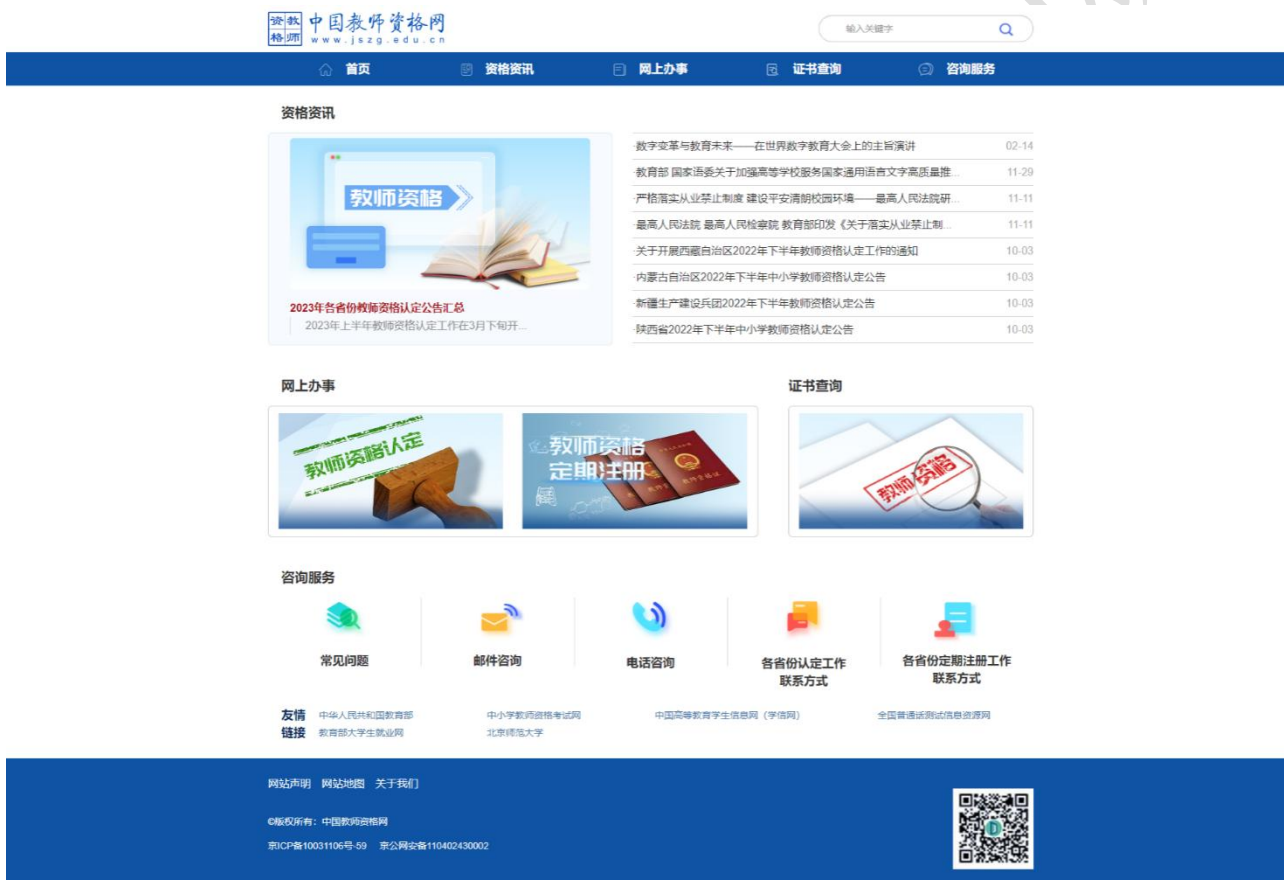 资教 中国教师资格网
格师 www.jszg.edu.cn
输入关键字
首页 资格资讯 网上办事 证书查询 咨询服务
资格资讯
教师资格
2023年各省份教师资格认定公告汇总
2023年上半年教师资格认定工作在3月下旬开...
·数字变革与教育未来——在世界数字教育大会上的主旨演讲 02-14
·教育部 国家语委关于加强高等学校服务国家通用语言文字高质量推... 11-29
·严格落实从业禁止制度 建设平安清朗校园环境——最高人民法院研... 11-11
·最高人民法院 最高人民检察院 教育部印发《关于落实从业禁止制... 11-11
·关于开展西藏自治区2022年下半年教师资格认定工作的通知 10-03
·内蒙古自治区2022年下半年中小学教师资格认定公告 10-03
·新疆生产建设兵团2022年下半年教师资格认定公告 10-03
·陕西省2022年下半年中小学教师资格认定公告 10-03
网上办事
教师资格认定
教师资格
定期注册
证书查询
教师资格
咨询服务
常见问题
邮件咨询
电话咨询
各省份认定工作
联系方式
各省份定期注册工作
联系方式
友情
链接
中华人民共和国教育部 中小学教师资格考试网 中国高等教育学生信息网（学信网） 全国普通话测试信息资源网
教育部大学生就业网 北京师范大学
网站声明 网站地图 关于我们
©版权所有：中国教师资格网
京ICP备10031106号-59 京公网安备110402430002